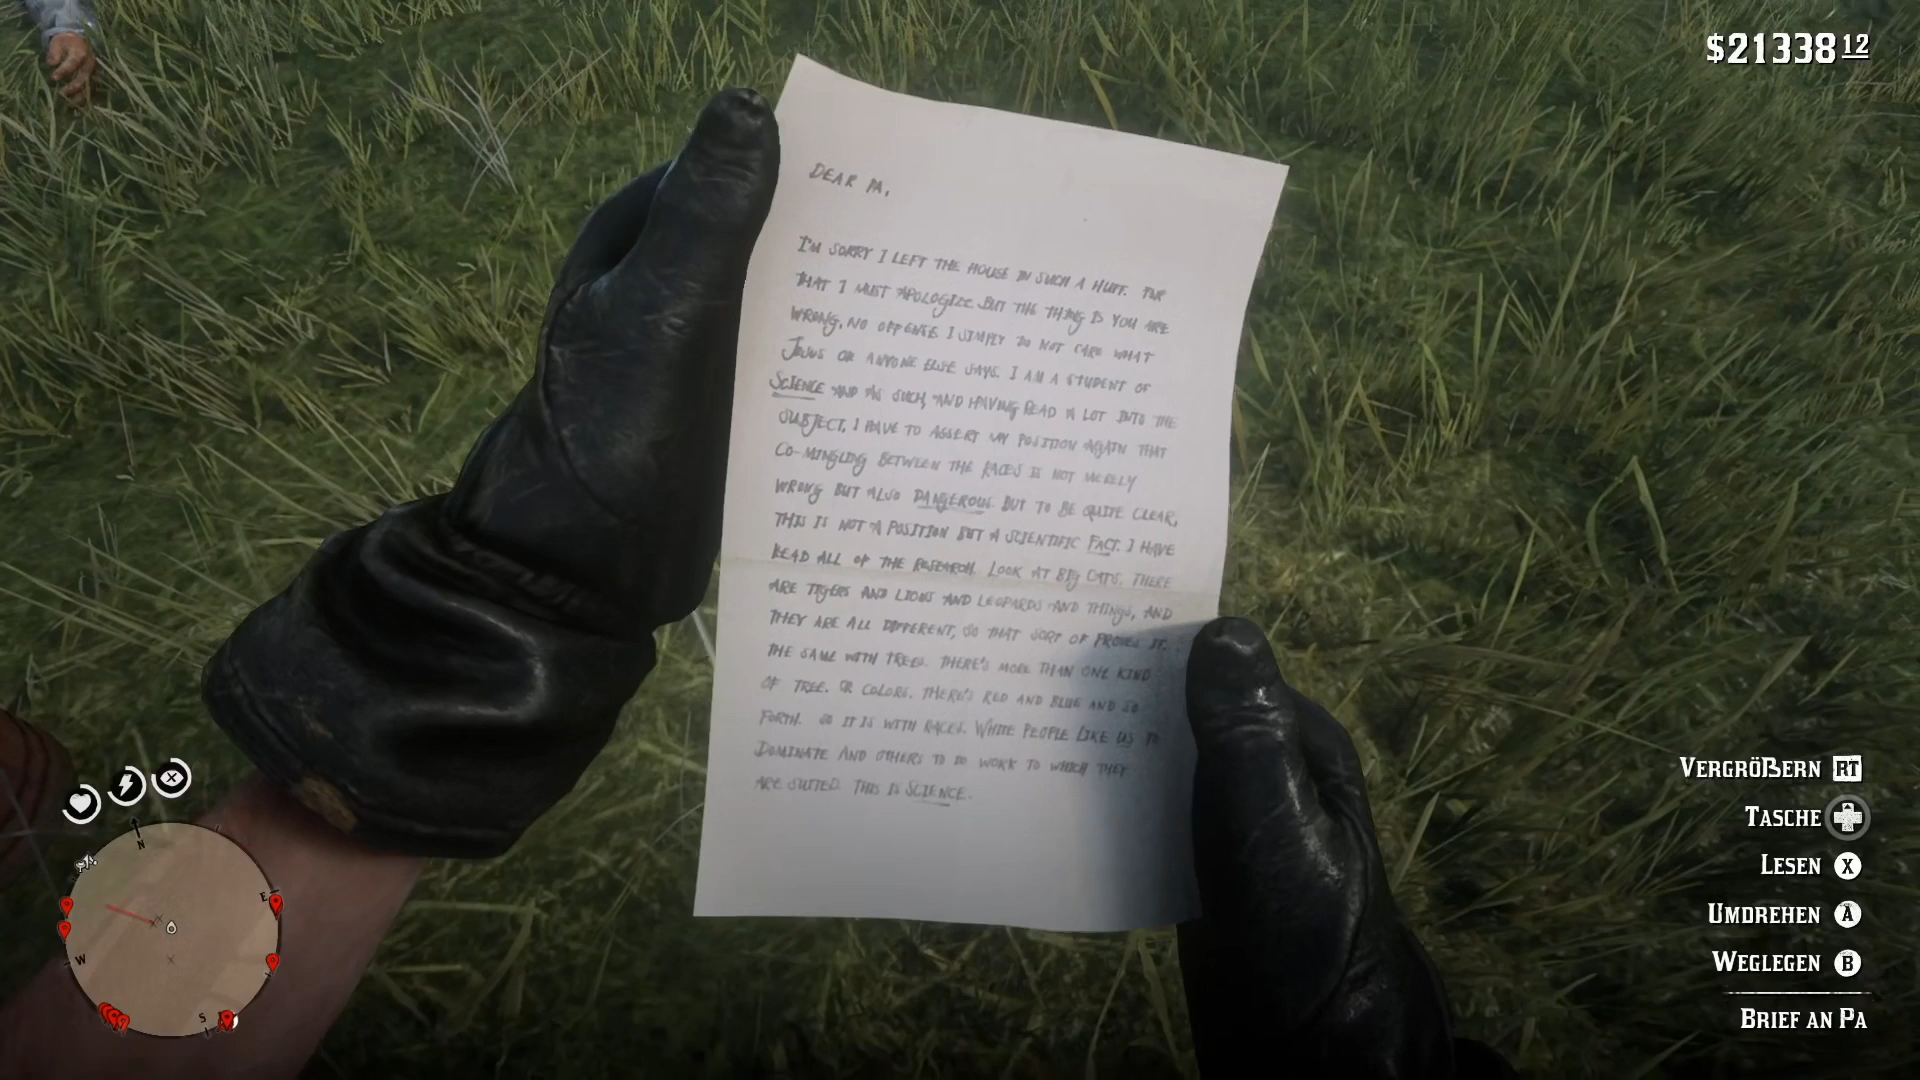 $21338 12
DEAR PA,
I'M SORRY I LEFT THE HOUSE IN SUCH A HUFF. FOR
THAT I MUST APOLOGIZE. BUT THE THING IS YOU ARE
WRONG, NO OFFENSE. I SIMPLY DO NOT CARE WHAT
JESUS OR ANYONE ELSE SAYS. I AM A STUDENT OF
SCIENCE AND AS SUCH, AND HAVING READ A LOT INTO THE
SUBJECT, I HAVE TO ASSERT MY POSITION AGAIN THAT
CO-MINGLING BETWEEN THE RACES IS NOT MERELY
WRONG BUT ALSO DANGEROUS. BUT TO BE QUITE CLEAR,
THIS IS NOT A POSITION BUT A SCIENTIFIC FACT. I HAVE
READ ALL OF THE RESEARCH. LOOK AT BIG CATS. THERE
ARE TIGERS AND LIONS AND LEOPARDS AND THINGS, AND
THEY ARE ALL DIFFERENT, SO THAT SORT OF PROVES IT.
THE SAME WITH TREES. THERE'S MORE THAN ONE KIND
OF TREE. OR COLORS. THERE'S RED AND BLUE AND SO
FORTH. SO IT IS WITH RACES. WHITE PEOPLE LIKE US TO
DOMINATE AND OTHERS TO DO WORK TO WHICH THEY
ARE SUITED. THIS IS SCIENCE.
N
E
W
S
VERGRÖßERN RT
TASCHE
LESEN X
UMDREHEN A
WEGLEGEN B
BRIEF AN PA